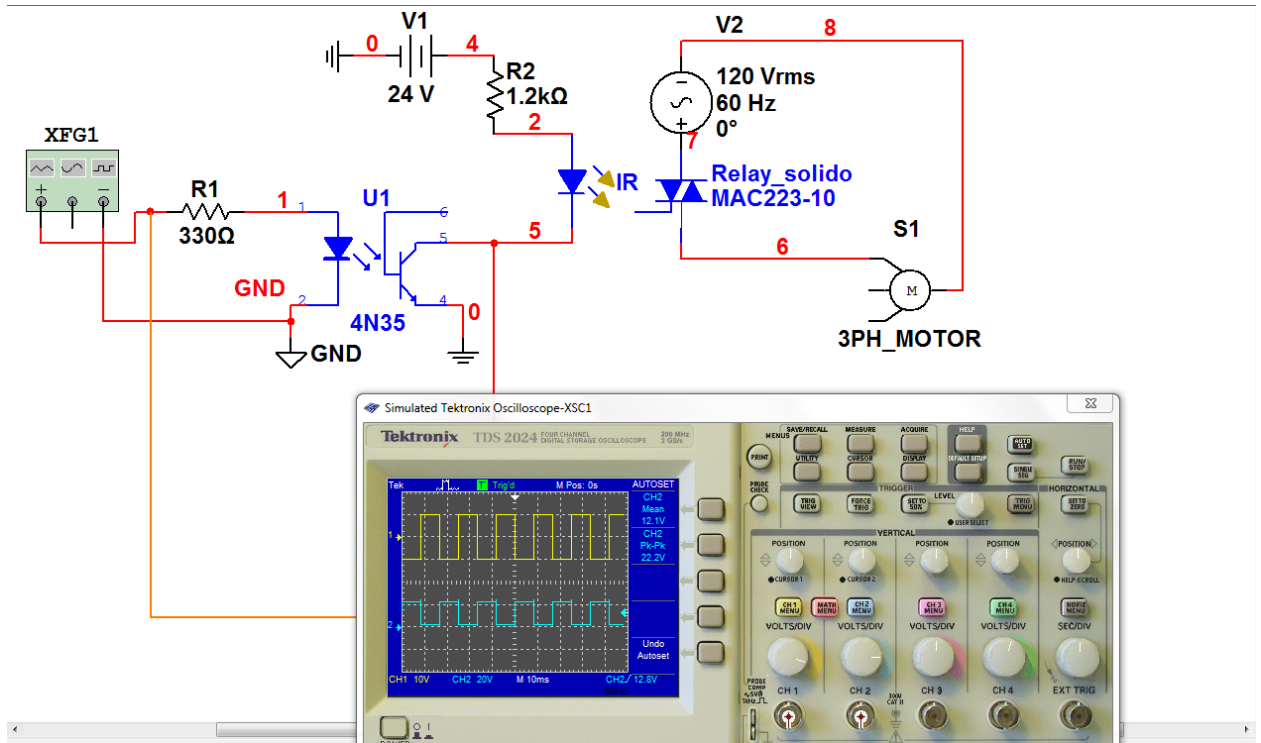 V1
0
4
24 V
R2
1.2kΩ
2
V2
8
120 Vrms
60 Hz
0°
7
XFG1
R1
330Ω
1
1
U1
6
5
5
IR
Relay_solido
MAC223-10
6
S1
M
3PH_MOTOR
GND
2
4
4N35
0
GND
Simulated Tektronix Oscilloscope-XSC1
Tektronix TDS 2024 FOUR CHANNEL DIGITAL STORAGE OSCILLOSCOPE 200 MHz 2 GS/s
Tek T Trig'd M Pos: 0s AUTOSET
CH2
Mean
12.1V
CH2
Pk-Pk
22.2V
1
2
Undo
Autoset
CH1 10V CH2 20V M 10ms CH2 / 12.8V
MENUS
SAVE/RECALL MEASURE ACQUIRE HELP
UTILITY CURSOR DISPLAY DEFAULT SETUP
PRINT
AUTO SET
SINGLE SEQ
RUN/ STOP
PROBE CHECK
TRIGGER
HORIZONTAL
TRIG VIEW
FORCE TRIG
SET TO 50%
LEVEL
USER SELECT
TRIG MENU
SET TO ZERO
VERTICAL
POSITION POSITION POSITION POSITION POSITION
CURSOR 1 CURSOR 2 HELP SCROLL
CH 1 MENU
MATH MENU
CH 2 MENU
CH 3 MENU
CH 4 MENU
HORIZ MENU
VOLTS/DIV VOLTS/DIV VOLTS/DIV VOLTS/DIV SEC/DIV
PROBE COMP
CH 1 CH 2 CH 3 CH 4 EXT TRIG